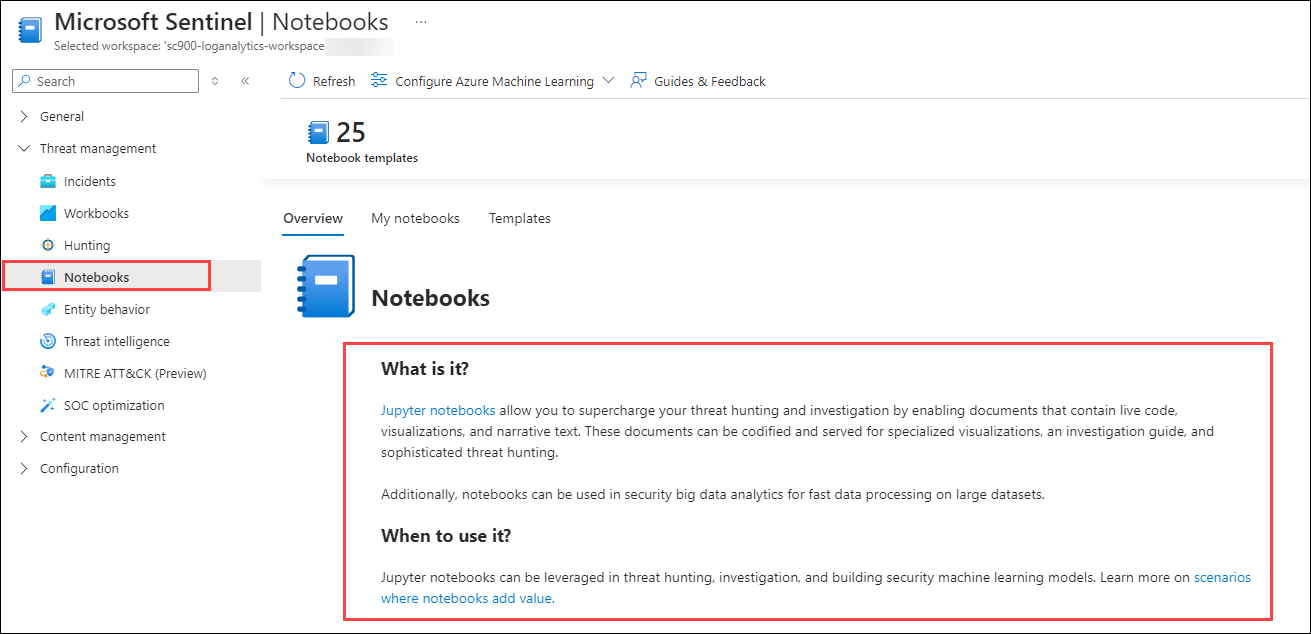 Microsoft Sentinel | Notebooks ...
Selected workspace: 'sc900-loganalytics-workspace
Search
Refresh
Configure Azure Machine Learning
Guides & Feedback
General
Threat management
Incidents
Workbooks
Hunting
Notebooks
Entity behavior
Threat intelligence
MITRE ATT&CK (Preview)
SOC optimization
Content management
Configuration
25
Notebook templates
Overview
My notebooks
Templates
Notebooks
What is it?
Jupyter notebooks allow you to supercharge your threat hunting and investigation by enabling documents that contain live code,
visualizations, and narrative text. These documents can be codified and served for specialized visualizations, an investigation guide, and
sophisticated threat hunting.
Additionally, notebooks can be used in security big data analytics for fast data processing on large datasets.
When to use it?
Jupyter notebooks can be leveraged in threat hunting, investigation, and building security machine learning models. Learn more on scenarios
where notebooks add value.